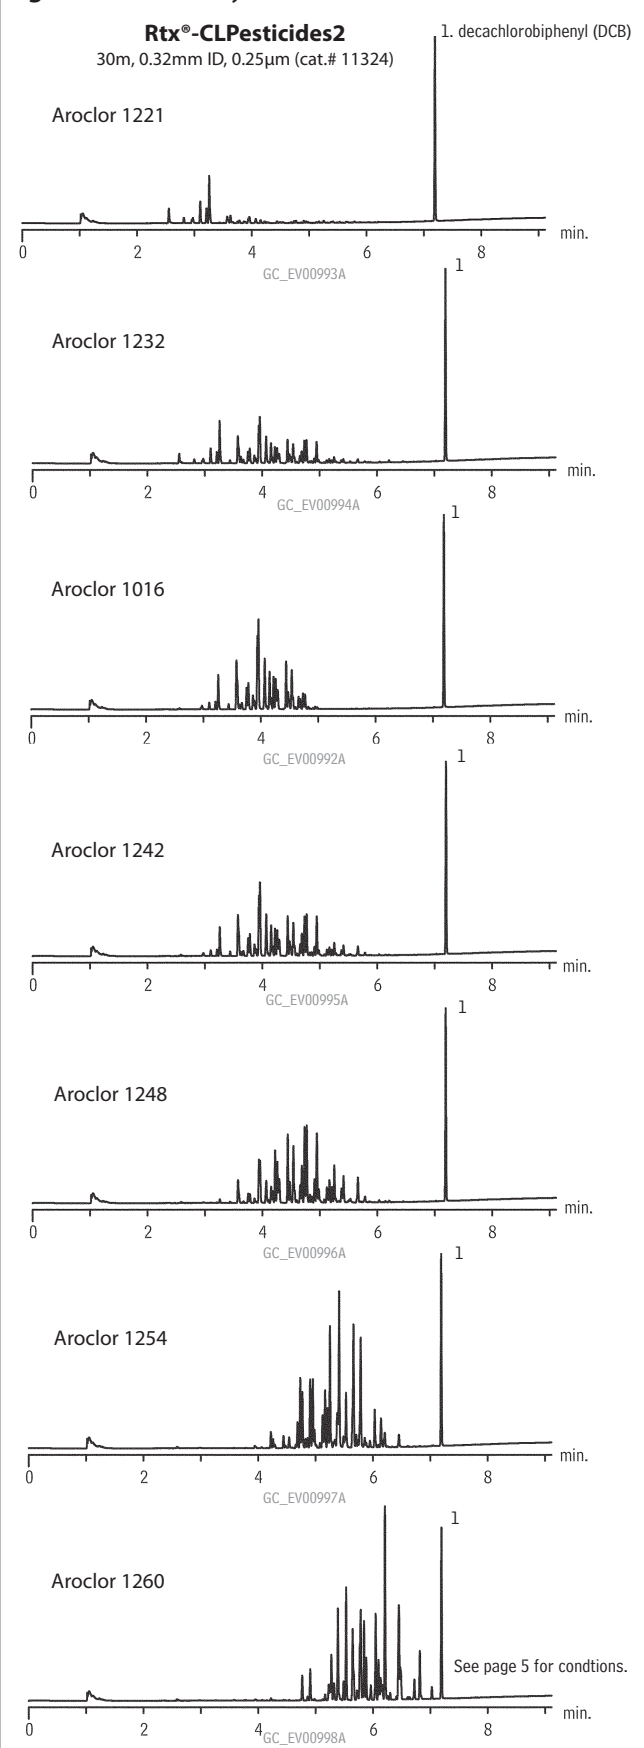 Rtx®-CLPesticides2
30m, 0.32mm ID, 0.25µm (cat.# 11324)
1. decachlorobiphenyl (DCB)
Aroclor 1221
0 2 4 6 8 min.
GC_EV00993A
1
Aroclor 1232
0 2 4 6 8 min.
GC_EV00994A
1
Aroclor 1016
0 2 4 6 8 min.
GC_EV00992A
1
Aroclor 1242
0 2 4 6 8 min.
GC_EV00995A
1
Aroclor 1248
0 2 4 6 8 min.
GC_EV00996A
1
Aroclor 1254
0 2 4 6 8 min.
GC_EV00997A
1
Aroclor 1260
See page 5 for condtions.
0 2 4 6 8 min.
GC_EV00998A